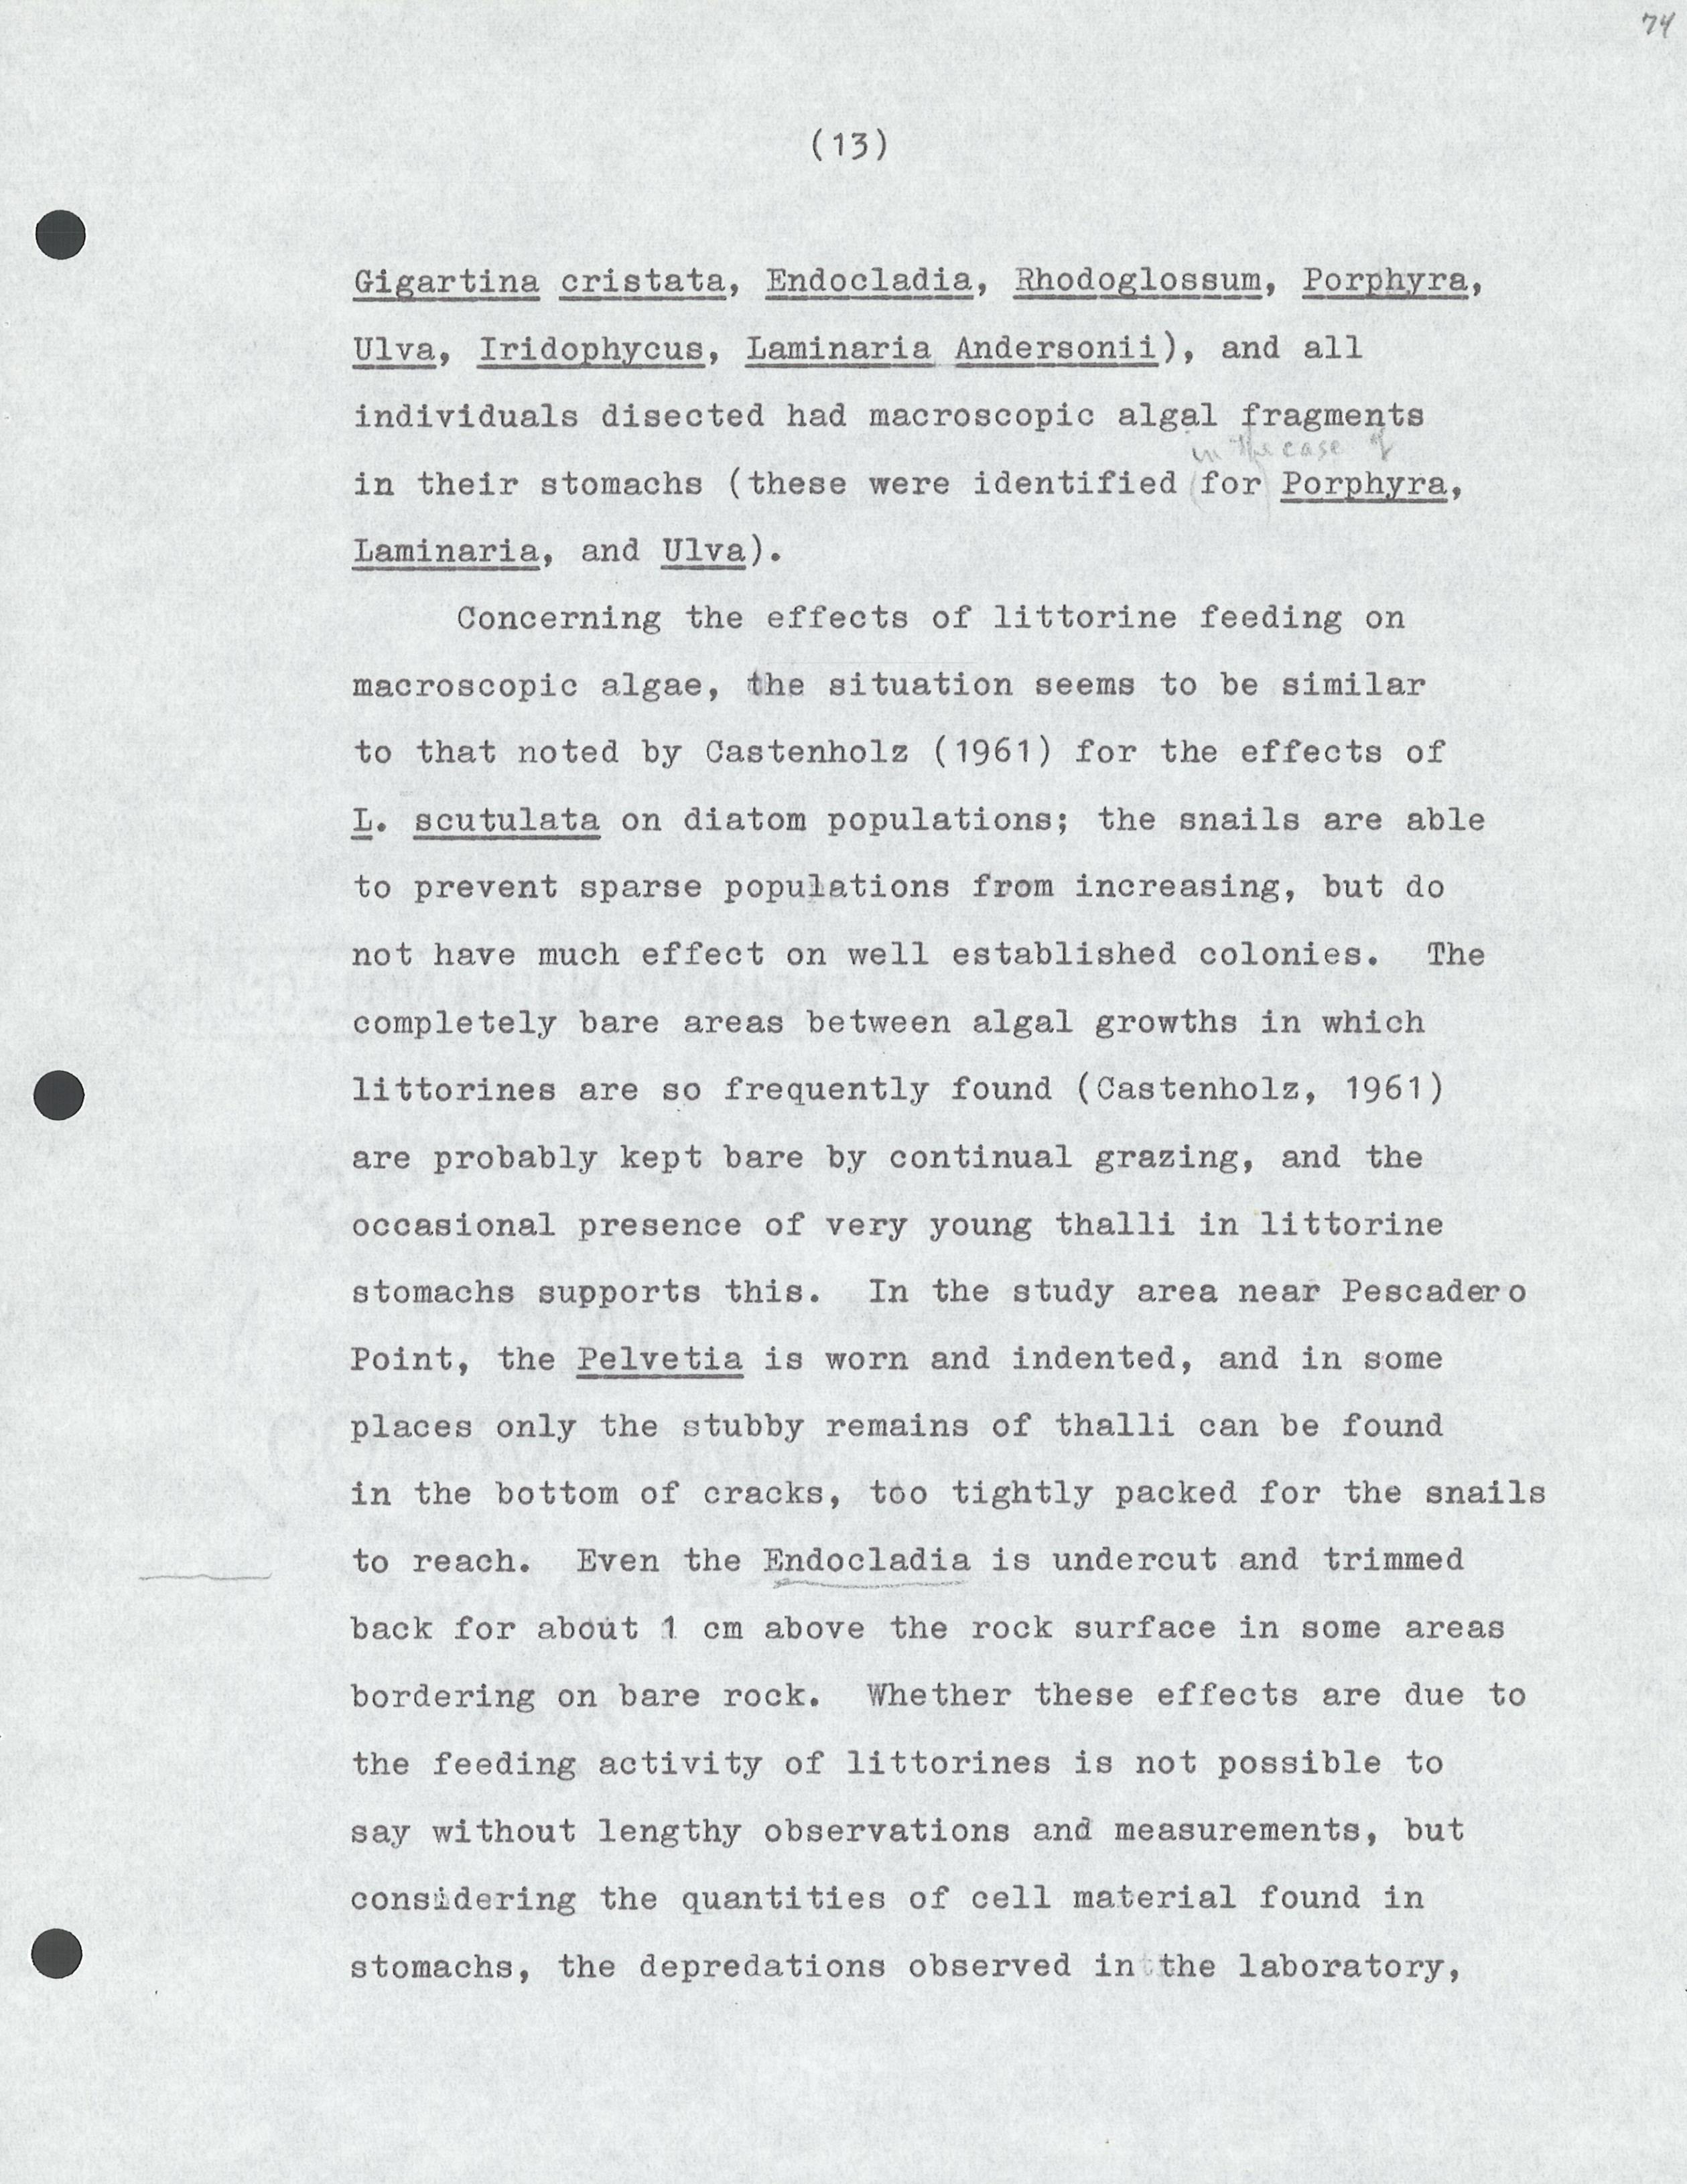 74
(13)
Gigartina cristata, Endocladia, Rhodoglossum, Porphyra,
Ulva, Iridophycus, Laminaria Andersonii), and all
individuals disected had macroscopic algal fragments
in the case of
in their stomachs (these were identified (for) Porphyra,
Laminaria, and Ulva).
Concerning the effects of littorine feeding on
macroscopic algae, the situation seems to be similar
to that noted by Castenholz (1961) for the effects of
L. scutulata on diatom populations; the snails are able
to prevent sparse populations from increasing, but do
not have much effect on well established colonies. The
completely bare areas between algal growths in which
littorines are so frequently found (Castenholz, 1961)
are probably kept bare by continual grazing, and the
occasional presence of very young thalli in littorine
stomachs supports this. In the study area near Pescadero
Point, the Pelvetia is worn and indented, and in some
places only the stubby remains of thalli can be found
in the bottom of cracks, too tightly packed for the snails
to reach. Even the Endocladia is undercut and trimmed
back for about 1 cm above the rock surface in some areas
bordering on bare rock. Whether these effects are due to
the feeding activity of littorines is not possible to
say without lengthy observations and measurements, but
considering the quantities of cell material found in
stomachs, the depredations observed in the laboratory,